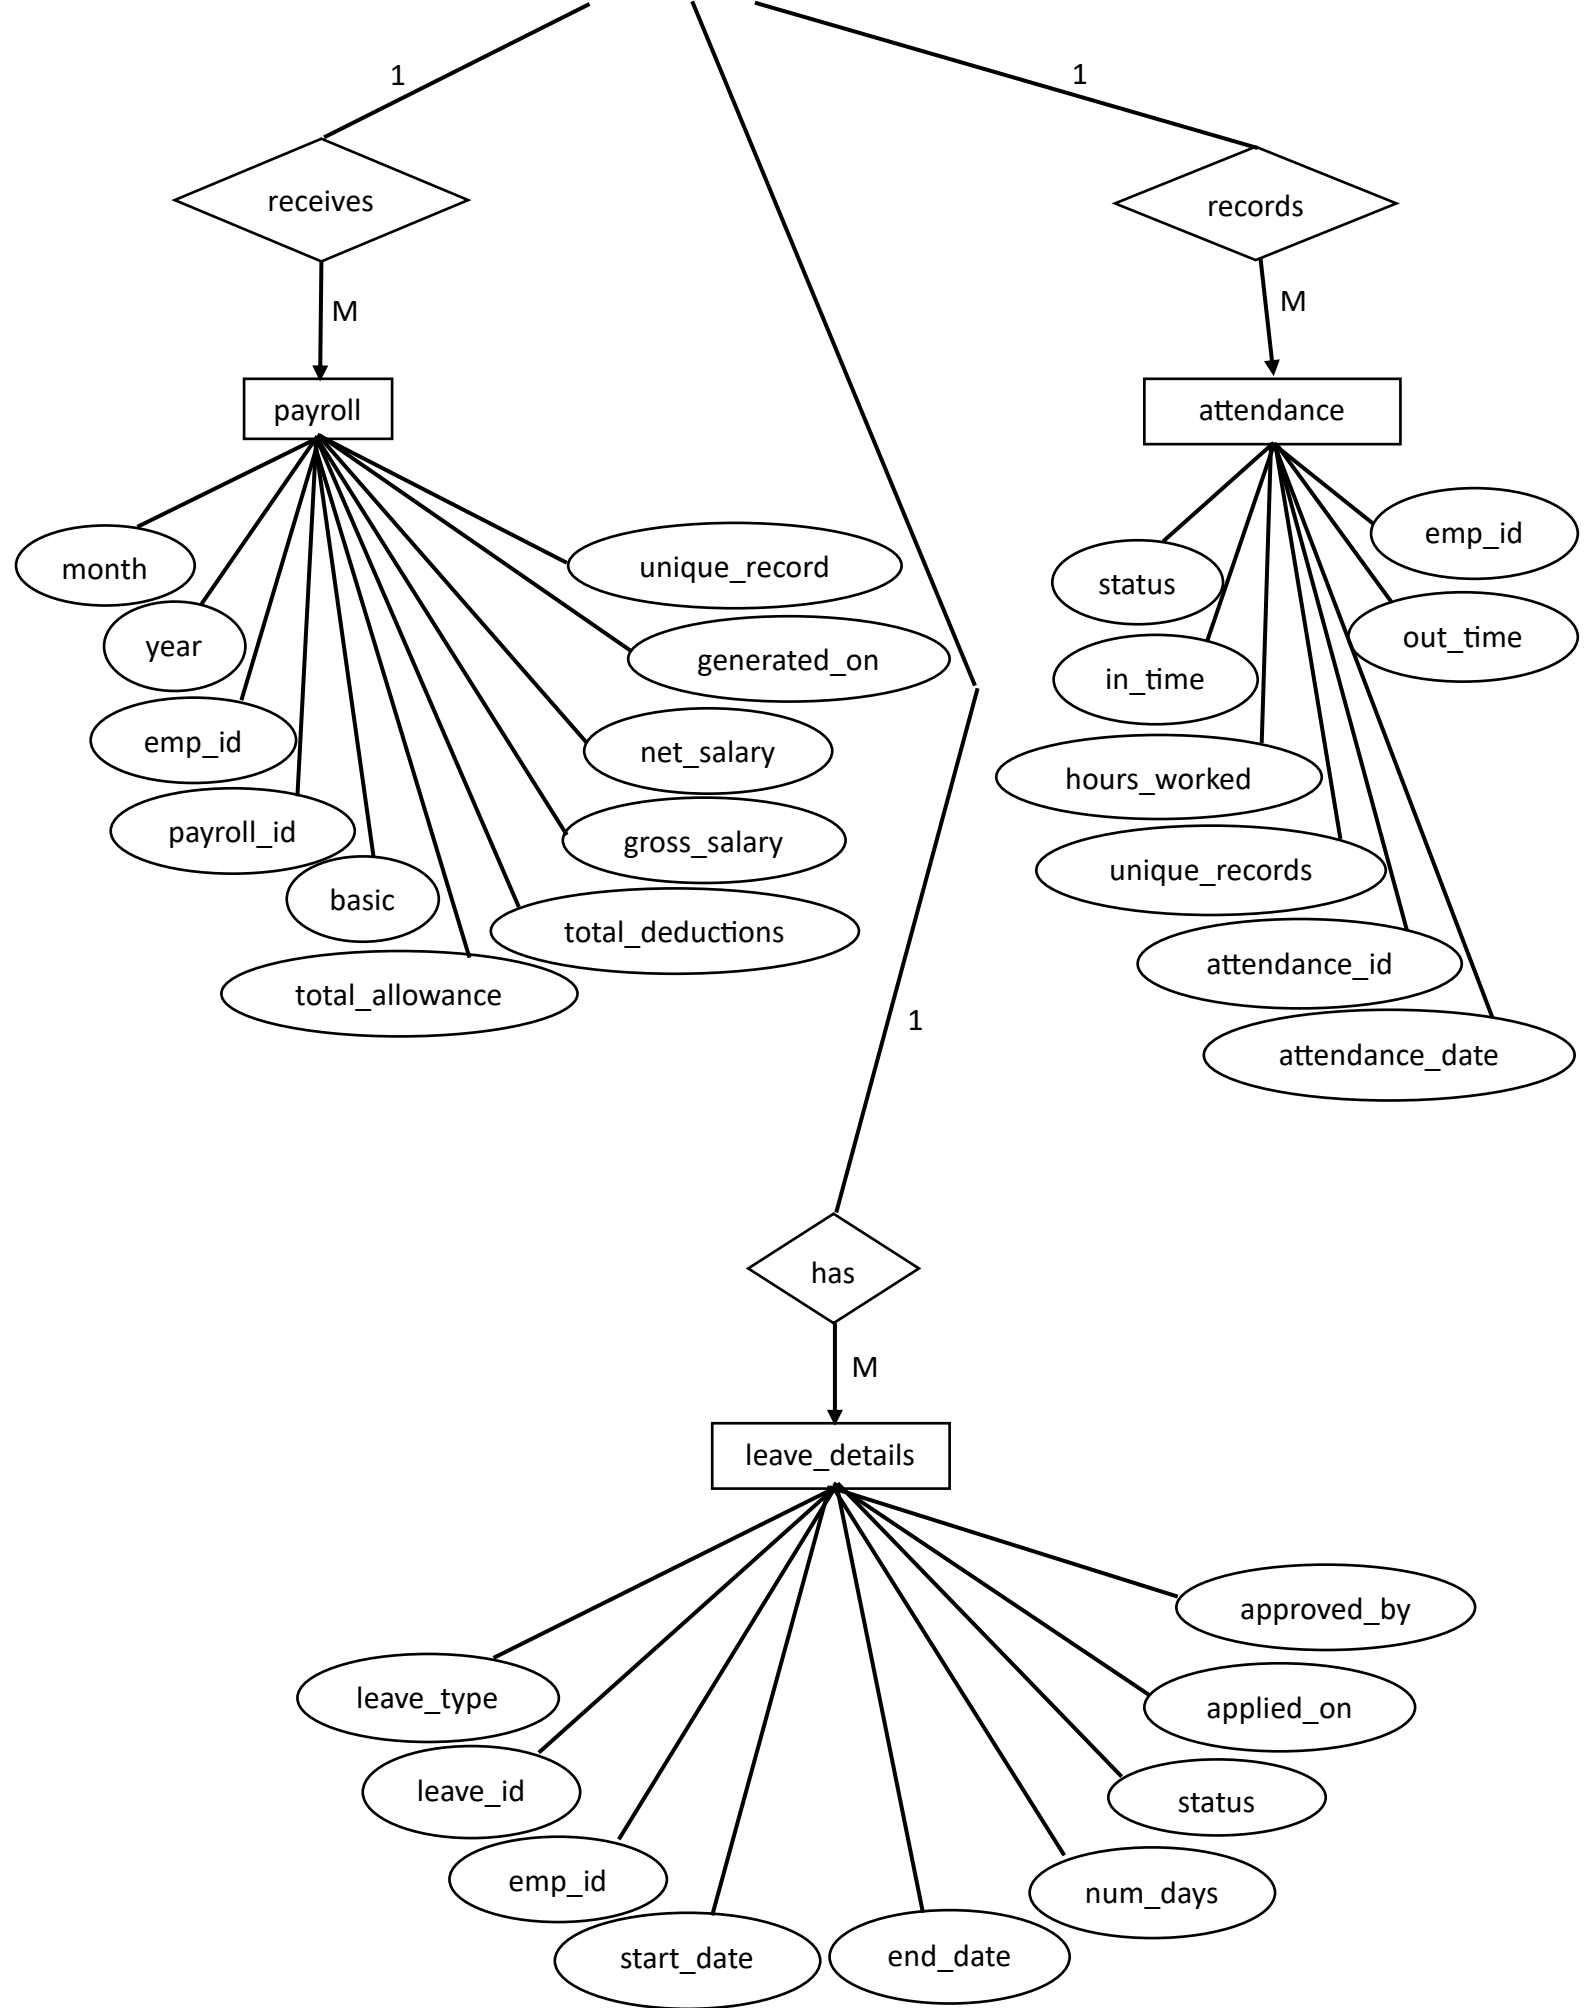 1
1
receives
records
M
M
payroll
attendance
emp_id
month
unique_record
status
year
generated_on
out_time
in_time
emp_id
net_salary
hours_worked
payroll_id
gross_salary
unique_records
basic
total_deductions
attendance_id
total_allowance
1
attendance_date
has
M
leave_details
approved_by
leave_type
applied_on
leave_id
status
emp_id
num_days
start_date
end_date